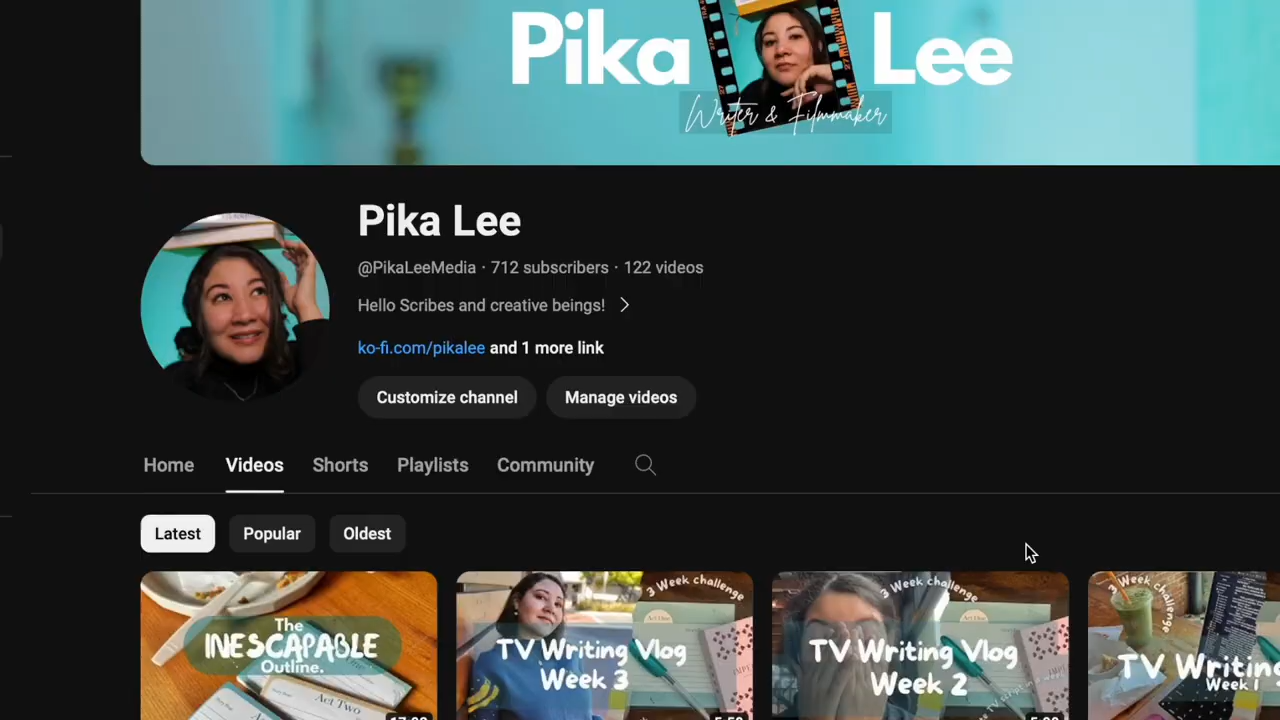 Pika Lee
Writer & Filmmaker
Pika Lee
@PikaLeeMedia · 712 subscribers · 122 videos
Hello Scribes and creative beings!
ko-fi.com/pikalee and 1 more link
Customize channel Manage videos
Home Videos Shorts Playlists Community
Latest Popular Oldest
The
INESCAPABLE
Outline.
Act Two
3 Week challenge
TV Writing Vlog
Week 3
3 Week challenge
TV Writing Vlog
Week 2
3 Week challenge
TV Writing
Week 1